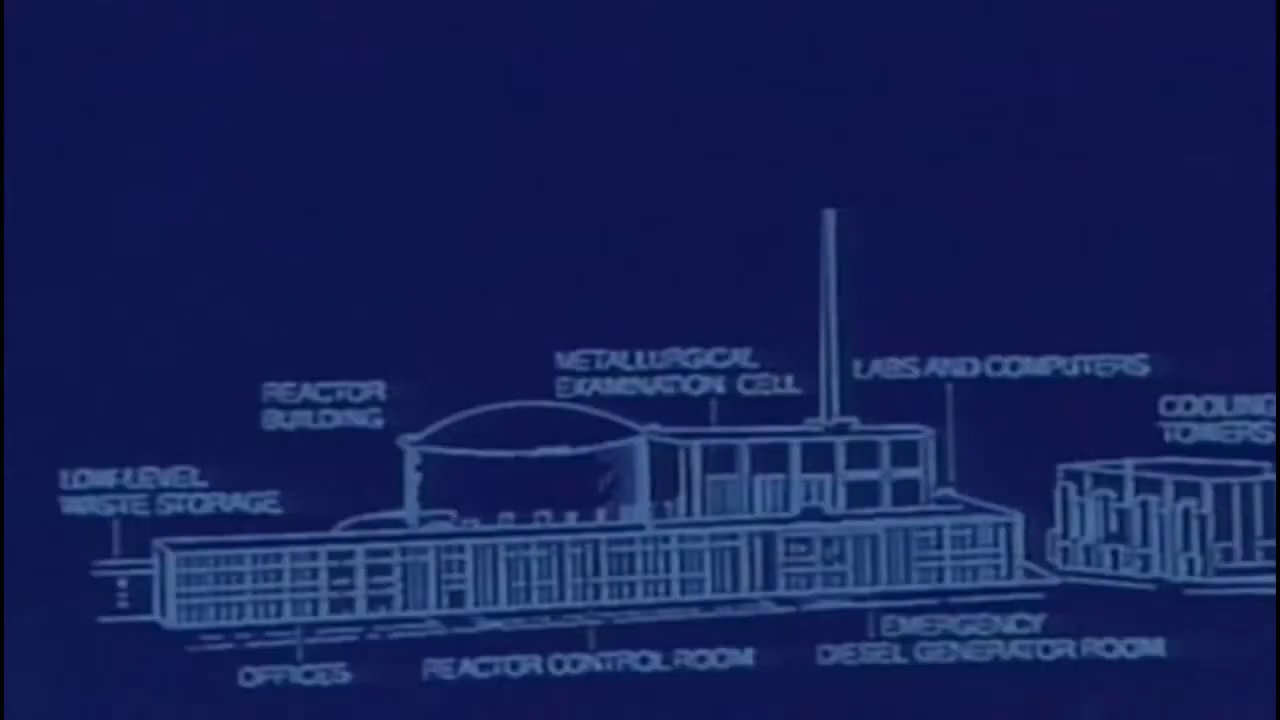 METALLURGICAL
EXAMINATION CELL
LABS AND COMPUTERS
REACTOR
BUILDING
COOLING
TOWERS
LOW-LEVEL
WASTE STORAGE
EMERGENCY
DIESEL GENERATOR ROOM
OFFICES
REACTOR CONTROL ROOM